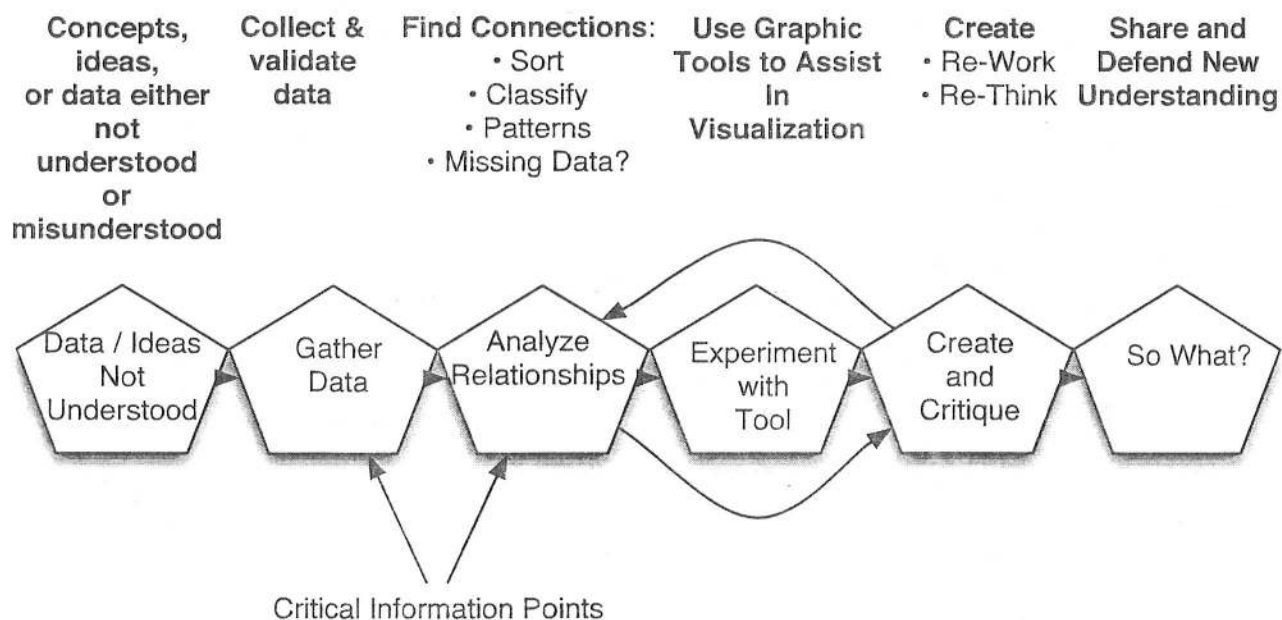 Concepts,
ideas,
or data either
not
understood
or
misunderstood
Collect &
validate
data
Find Connections:
• Sort
• Classify
• Patterns
• Missing Data?
Use Graphic
Tools to Assist
In
Visualization
Create
• Re-Work
• Re-Think
Share and
Defend New
Understanding
Data / Ideas
Not
Understood
Gather
Data
Analyze
Relationships
Experiment
with
Tool
Create
and
Critique
So What?
Critical Information Points